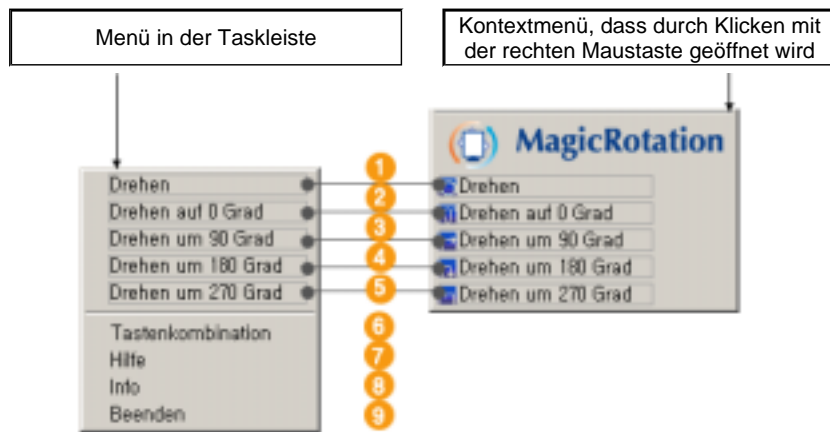 Menü in der Taskleiste
Kontextmenü, dass durch Klicken mit
der rechten Maustaste geöffnet wird
MagicRotation
Drehen
Drehen auf 0 Grad
Drehen um 90 Grad
Drehen um 180 Grad
Drehen um 270 Grad
Tastenkombination
Hilfe
Info
Beenden
1
2
3
4
5
6
7
8
9
Drehen
Drehen auf 0 Grad
Drehen um 90 Grad
Drehen um 180 Grad
Drehen um 270 Grad